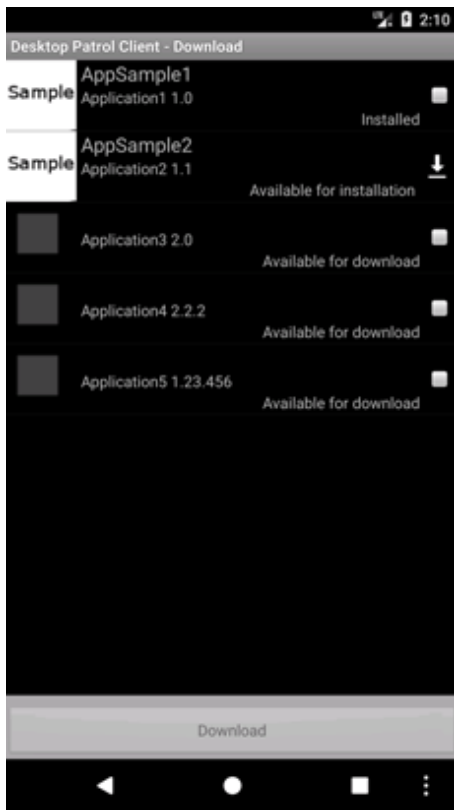 LTE 2:10
Desktop Patrol Client - Download
Sample
AppSample1
Application1 1.0
Installed
Sample
AppSample2
Application2 1.1
Available for installation
Application3 2.0
Available for download
Application4 2.2.2
Available for download
Application5 1.23.456
Available for download
Download